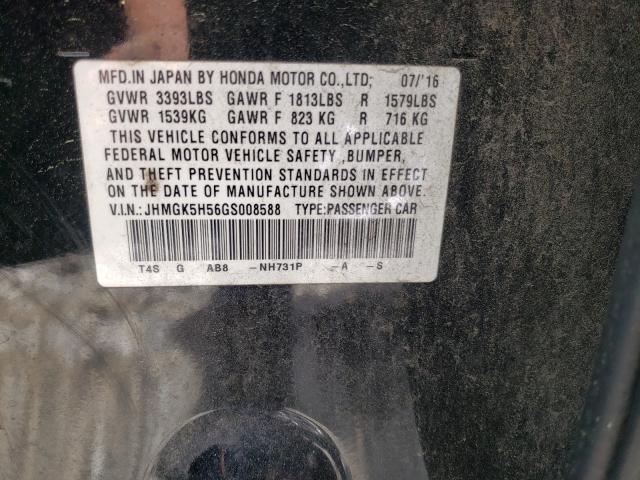 MFD.IN JAPAN BY HONDA MOTOR CO.,LTD; 07/'16
GVWR 3393LBS GAWR F 1813LBS R 1579LBS
GVWR 1539KG GAWR F 823 KG R 716 KG
THIS VEHICLE CONFORMS TO ALL APPLICABLE
FEDERAL MOTOR VEHICLE SAFETY ,BUMPER,
AND THEFT PREVENTION STANDARDS IN EFFECT
ON THE DATE OF MANUFACTURE SHOWN ABOVE.
V.I.N.:JHMGK5H56GS008588 TYPE:PASSENGER CAR
T4S G AB8 -NH731P -A -S